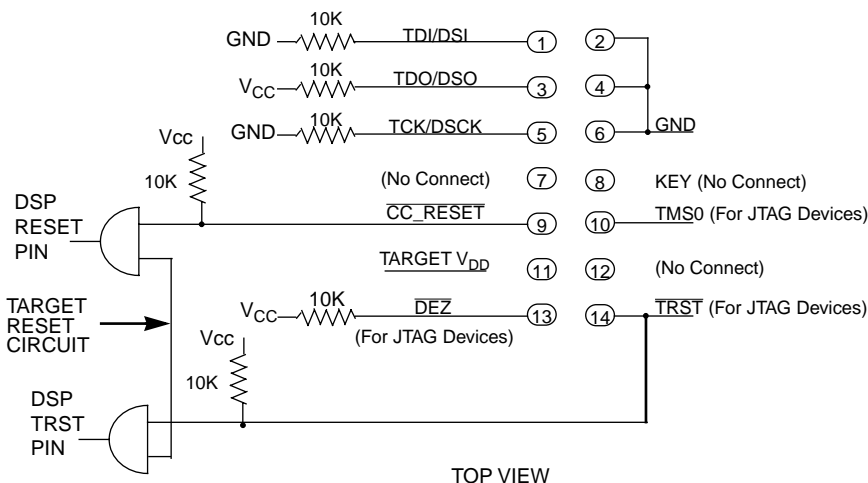 10K
GND TDI/DSI 1 2
10K
VCC TDO/DSO 3 4
Vcc
10K
GND TCK/DSCK 5 6 GND
10K
(No Connect) 7 8 KEY (No Connect)
DSP
RESET
PIN
CC_RESET 9 10 TMS0 (For JTAG Devices)
TARGET VDD 11 12 (No Connect)
TARGET
RESET
CIRCUIT
10K
VCC DEZ 13 14 TRST (For JTAG Devices)
(For JTAG Devices)
Vcc
10K
DSP
TRST
PIN
TOP VIEW